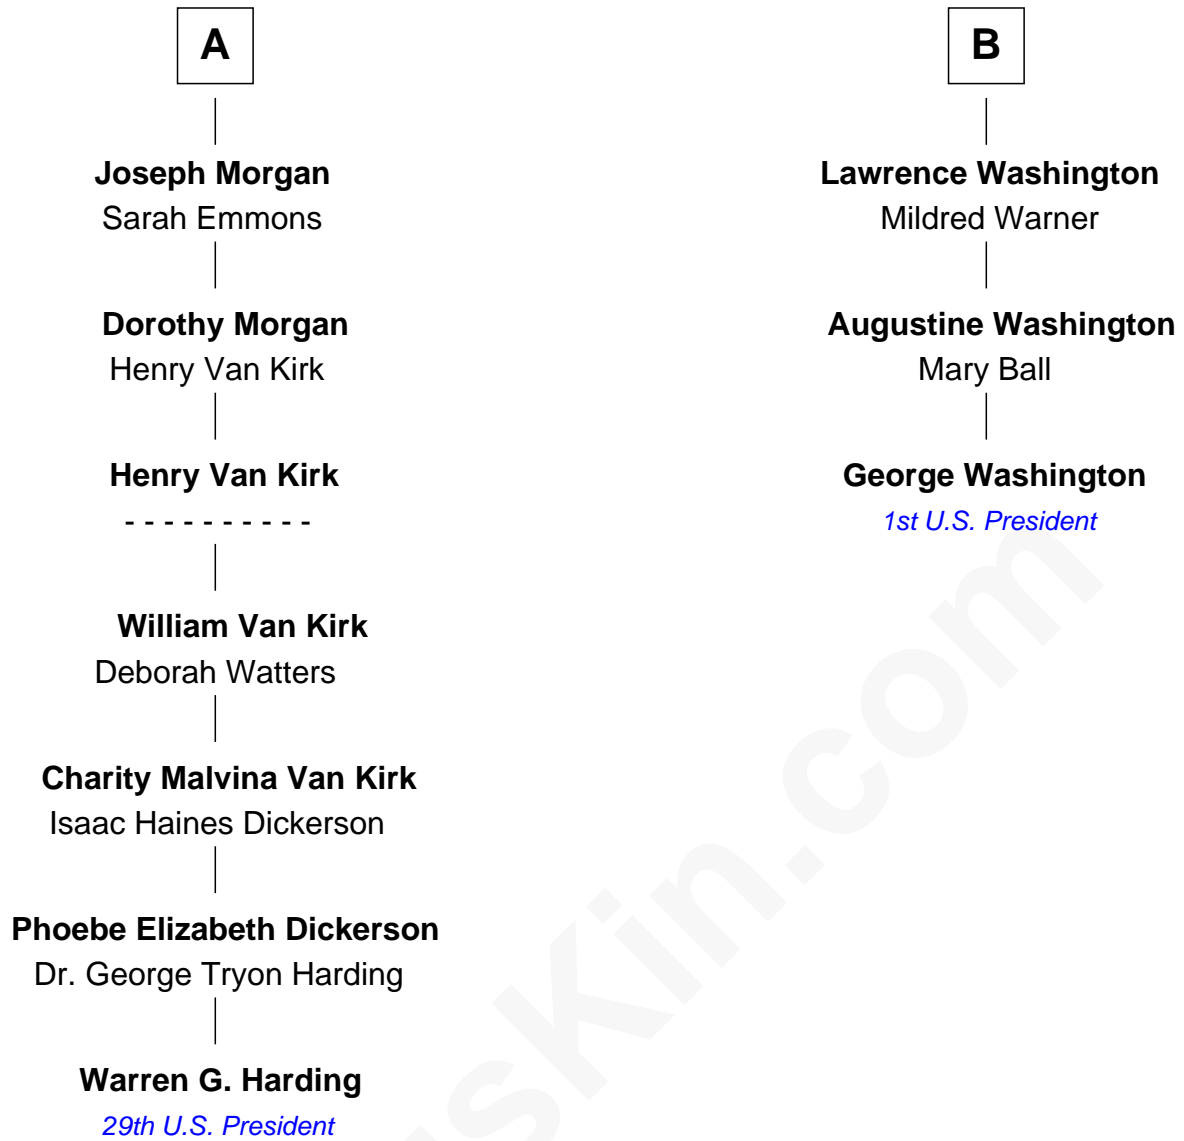 A
Joseph Morgan
Sarah Emmons
Dorothy Morgan
Henry Van Kirk
Henry Van Kirk
- - - - - - - - - -
William Van Kirk
Deborah Watters
Charity Malvina Van Kirk
Isaac Haines Dickerson
Phoebe Elizabeth Dickerson
Dr. George Tryon Harding
Warren G. Harding
29th U.S. President
B
Lawrence Washington
Mildred Warner
Augustine Washington
Mary Ball
George Washington
1st U.S. President
sKin.com